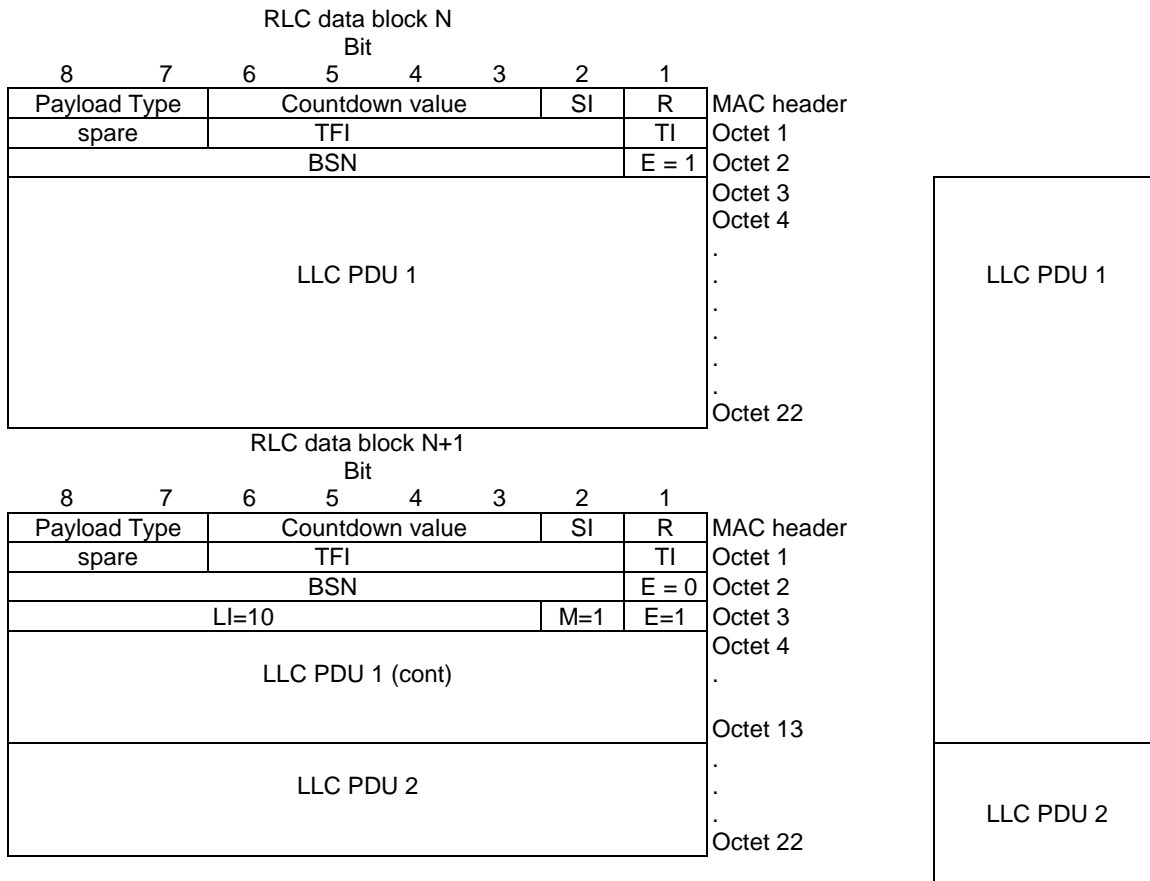 RLC data block N
Bit
8 7 6 5 4 3 2 1
Payload Type Countdown value SI R MAC header
spare TFI TI Octet 1
BSN E = 1 Octet 2
Octet 3
Octet 4
.
LLC PDU 1 . LLC PDU 1
.
.
.
.
Octet 22
RLC data block N+1
Bit
8 7 6 5 4 3 2 1
Payload Type Countdown value SI R MAC header
spare TFI TI Octet 1
BSN E = 0 Octet 2
LI=10 M=1 E=1 Octet 3
Octet 4
LLC PDU 1 (cont) .
Octet 13
.
LLC PDU 2 .
. LLC PDU 2
Octet 22